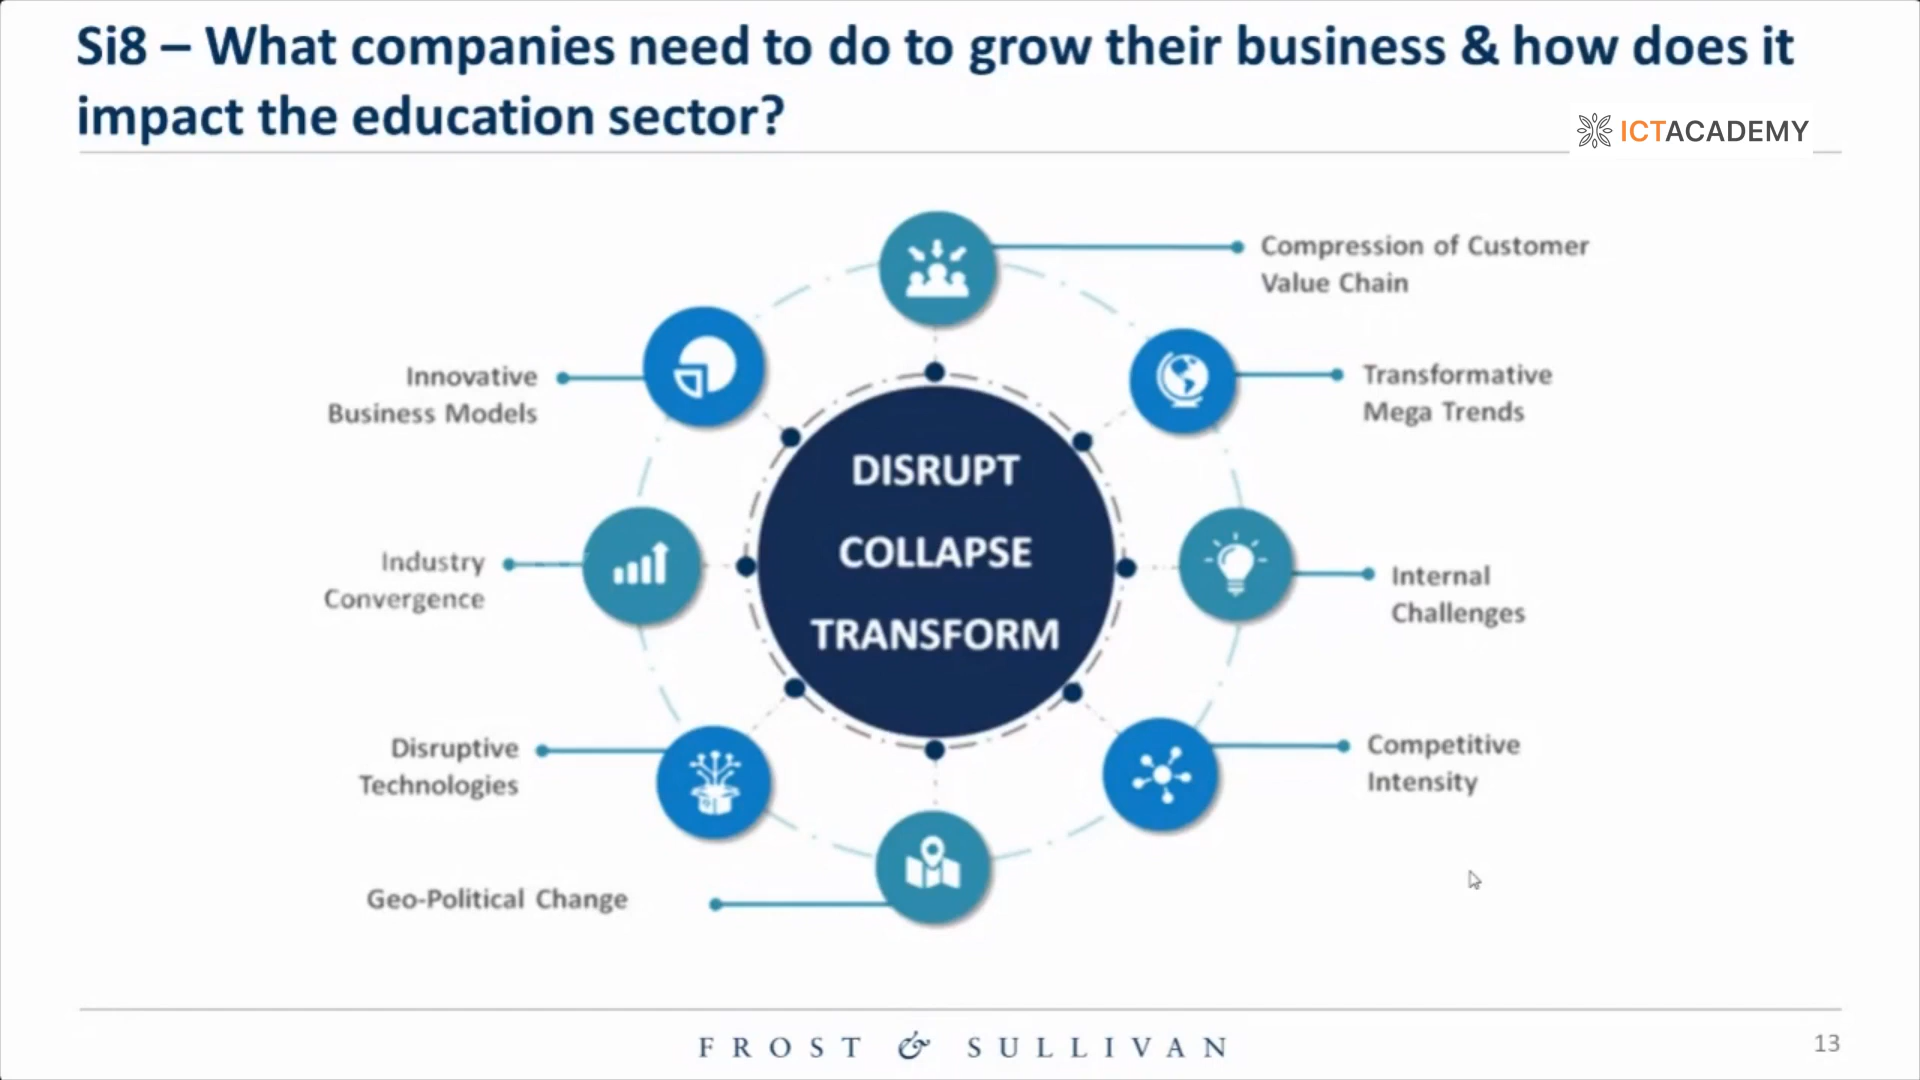 Si8 – What companies need to do to grow their business & how does it
impact the education sector?
ICTACADEMY
Compression of Customer
Value Chain
Transformative
Mega Trends
Internal
Challenges
Competitive
Intensity
Geo-Political Change
Disruptive
Technologies
Industry
Convergence
Innovative
Business Models
DISRUPT
COLLAPSE
TRANSFORM
FROST & SULLIVAN
13